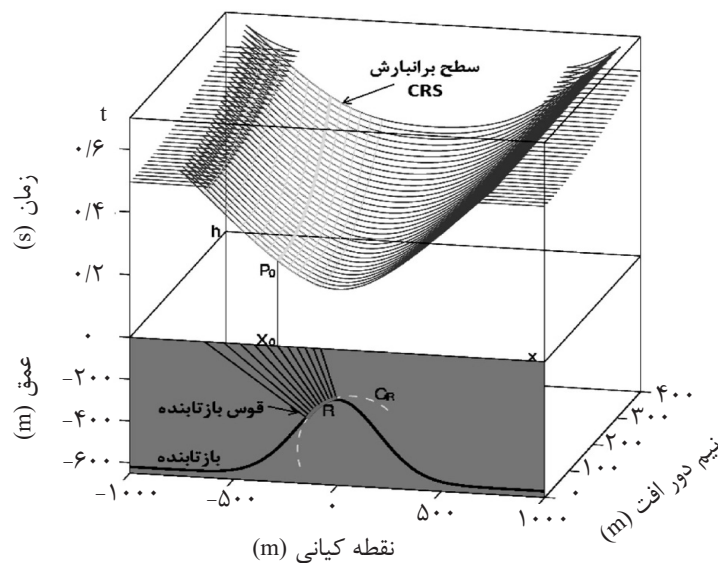 سطح برانبارش
CRS
t
۰/۶
۰/۴
۰/۲
۰
زمان (s)
h
P₀
X₀
x
عمق (m)
−۲۰۰
−۴۰۰
−۶۰۰
قوس بازتابنده
R
C_R
بازتابنده
−۱۰۰۰
−۵۰۰
۰
۵۰۰
۱۰۰۰
نقطه کیانی (m)
۰
−۱۰۰
−۲۰۰
−۳۰۰
۴۰۰
نیم دور افت (m)